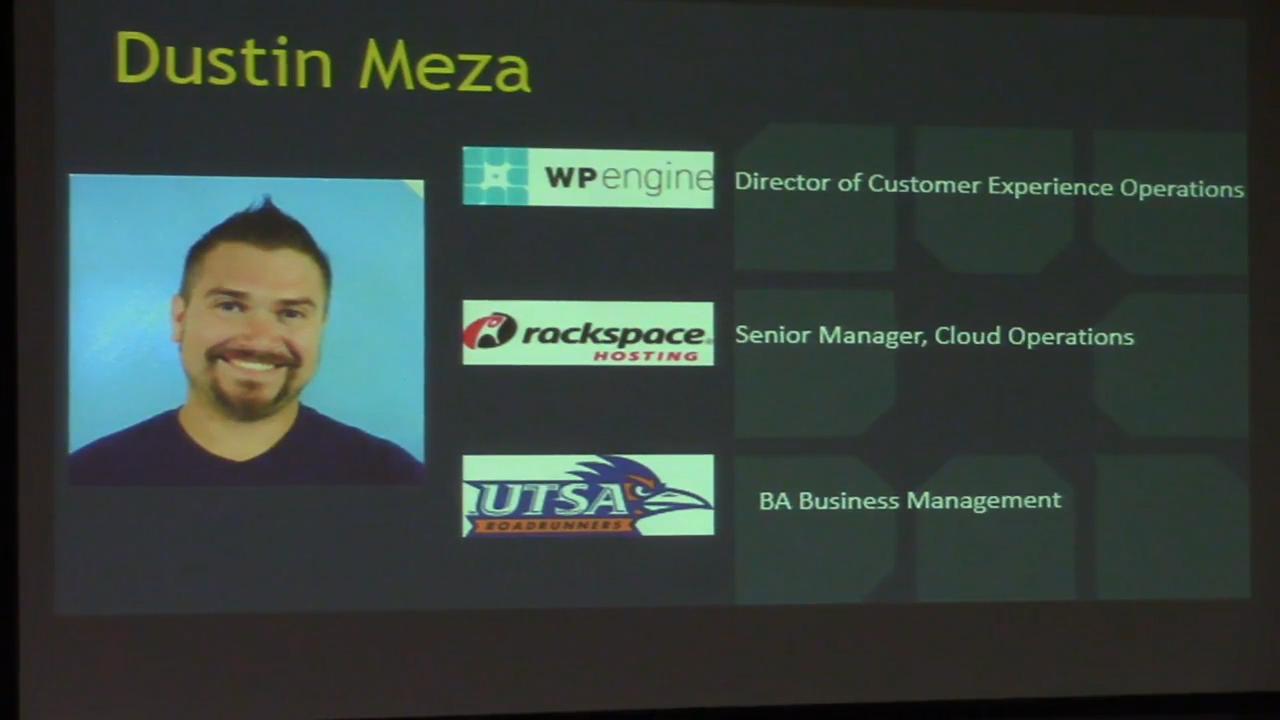 Dustin Meza
WPengine
Director of Customer Experience Operations
rackspace
HOSTING
Senior Manager, Cloud Operations
UTSA
ROADRUNNERS
BA Business Management